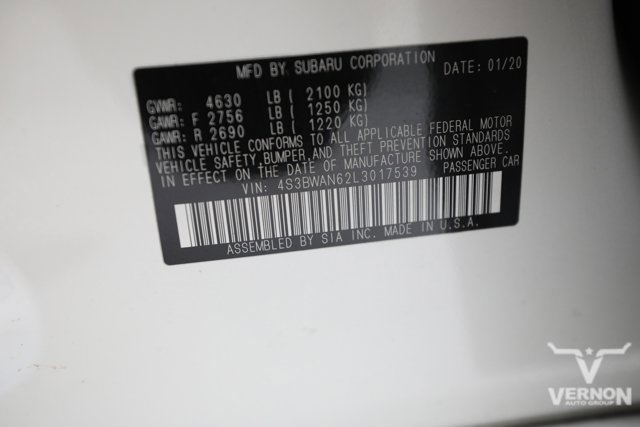 MFD BY SUBARU CORPORATION DATE: 01/20
GVWR: 4630 LB ( 2100 KG)
GAWR: F 2756 LB ( 1250 KG)
GAWR: R 2690 LB ( 1220 KG)
THIS VEHICLE CONFORMS TO ALL APPLICABLE FEDERAL MOTOR
VEHICLE SAFETY,BUMPER,AND THEFT PREVENTION STANDARDS
IN EFFECT ON THE DATE OF MANUFACTURE SHOWN ABOVE.
VIN: 4S3BWAN62L3017539 PASSENGER CAR
ASSEMBLED BY SIA INC. MADE IN U.S.A.
VERNON
AUTO GROUP